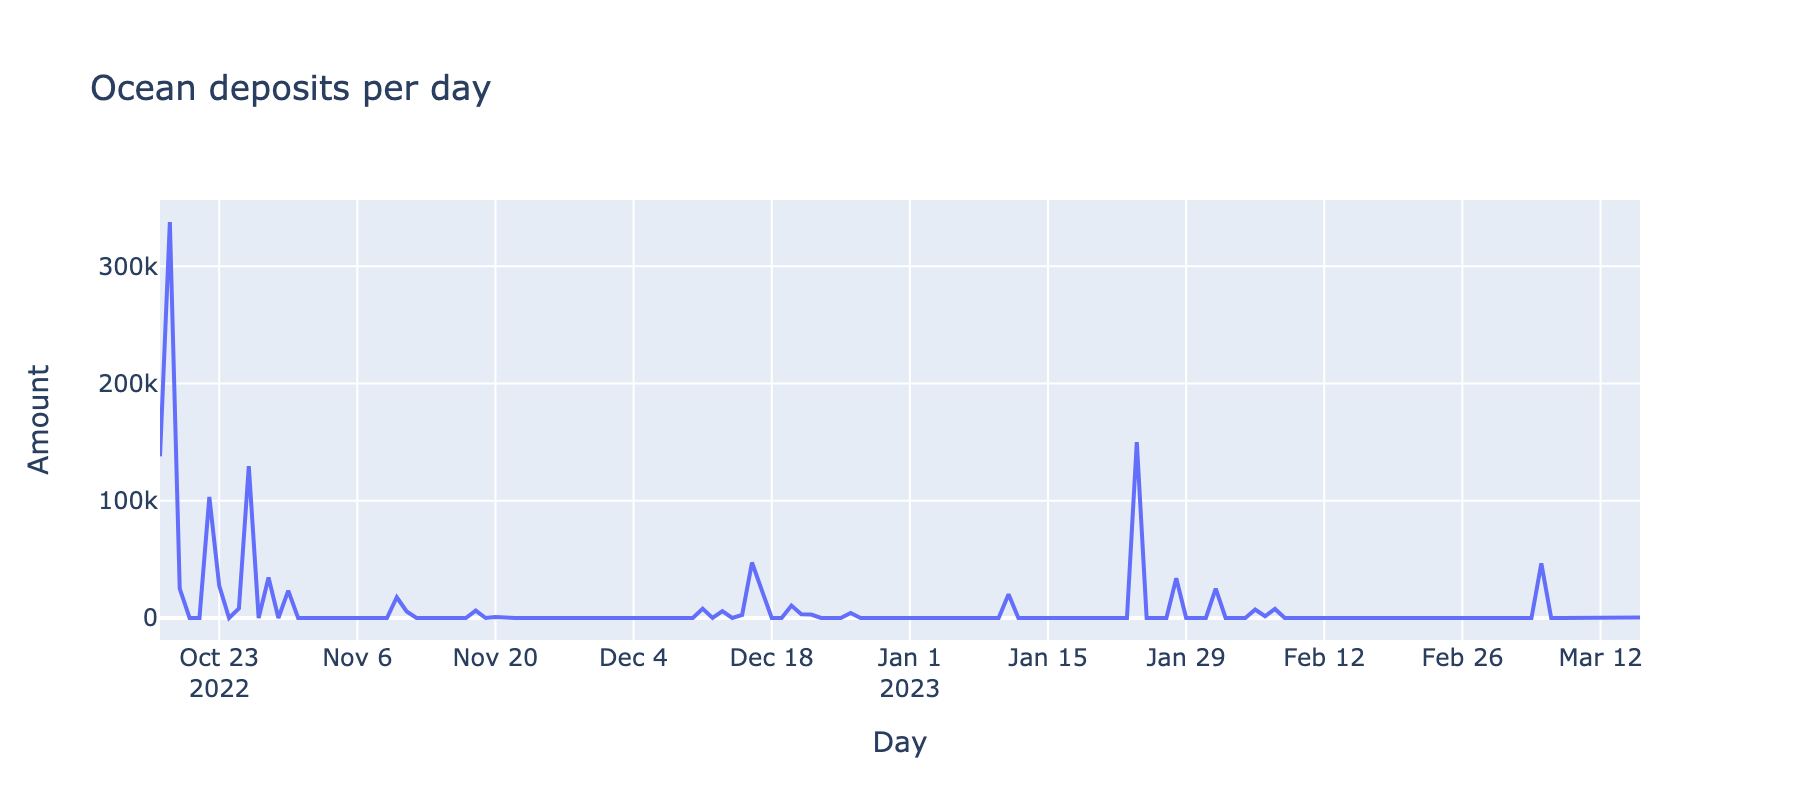 Ocean deposits per day
Amount
300k
200k
100k
0
Oct 23
2022
Nov 6
Nov 20
Dec 4
Dec 18
Jan 1
2023
Jan 15
Jan 29
Feb 12
Feb 26
Mar 12
Day